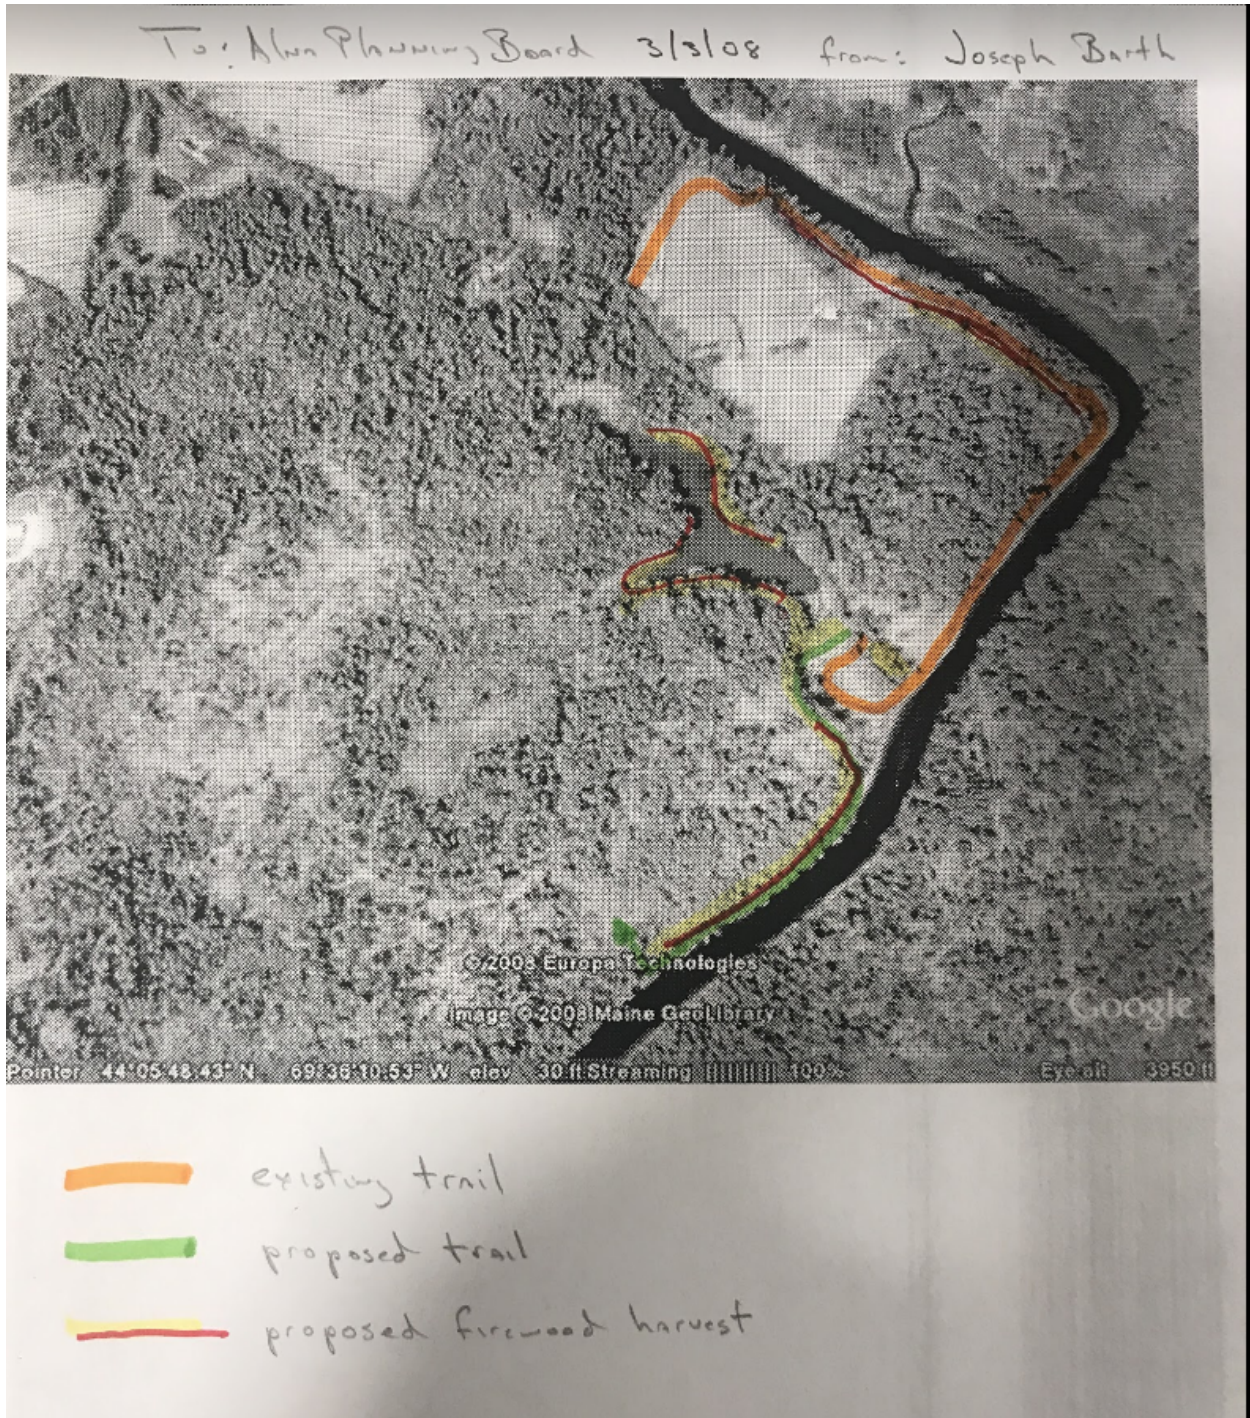 To: Alna Planning Board 3/3/08 from: Joseph Barth
© 2008 Europa Technologies
Image © 2008 Maine GeoLibrary
Google
Pointer 44°05'48.43" N 69°36'10.53" W elev 30 ft Streaming |||||||||| 100% Eye alt 3950 ft
existing trail
proposed trail
proposed firewood harvest